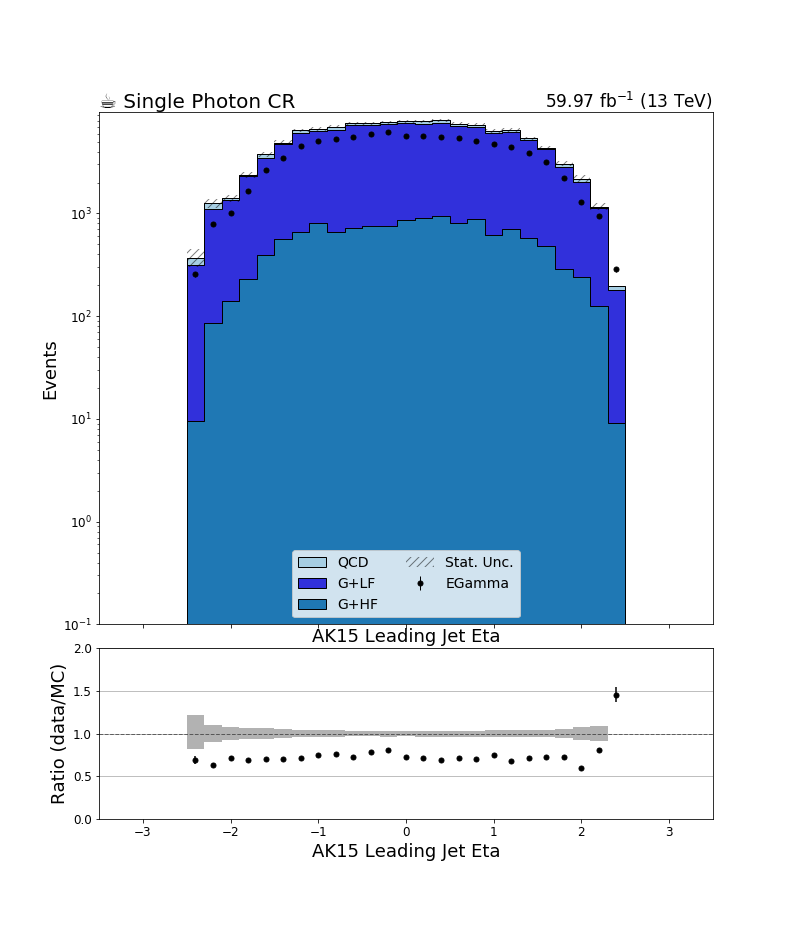 ☕ Single Photon CR
59.97 fb⁻¹ (13 TeV)
Events
10³
10²
10¹
10⁰
10⁻¹
QCD
G+LF
G+HF
Stat. Unc.
EGamma
AK15 Leading Jet Eta
Ratio (data/MC)
2.0
1.5
1.0
0.5
0.0
−3 −2 −1 0 1 2 3
AK15 Leading Jet Eta